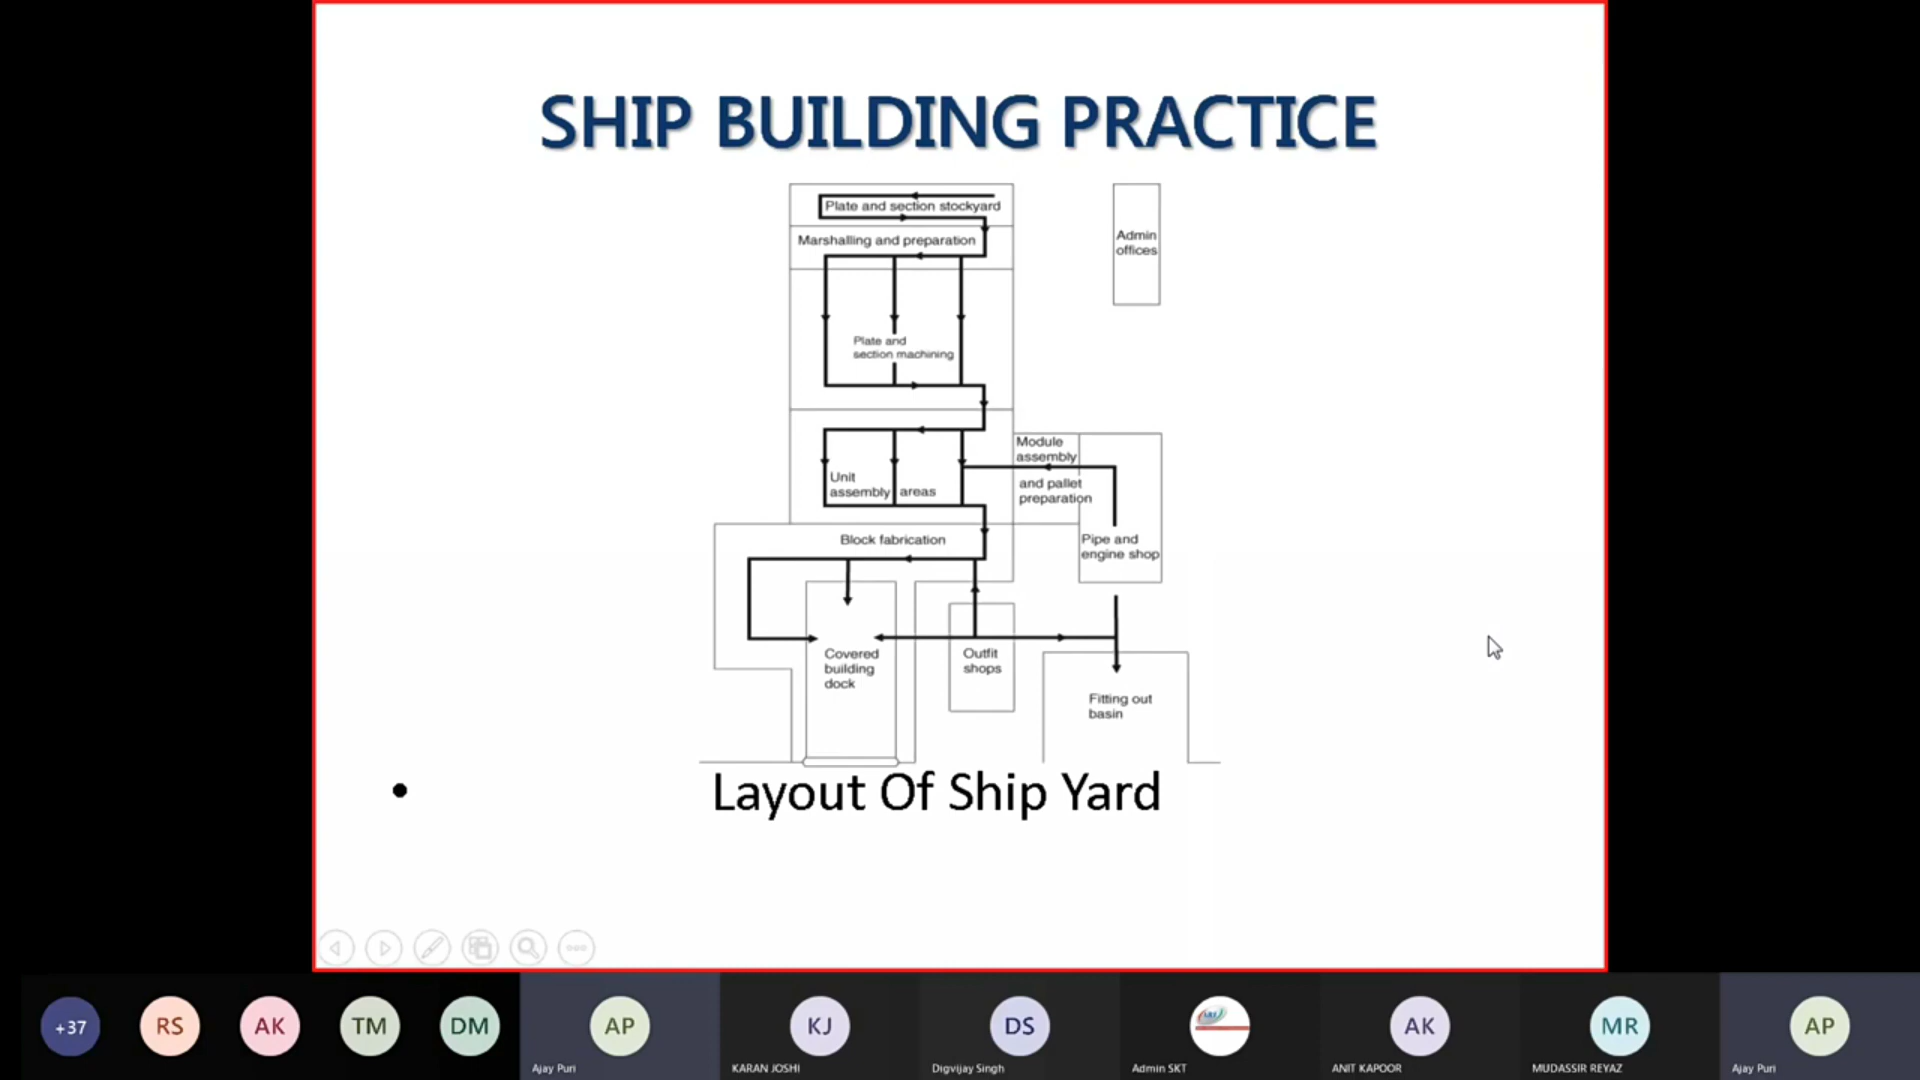 SHIP BUILDING PRACTICE
Plate and section stockyard
Marshalling and preparation
Admin
offices
Plate and
section machining
Module
assembly
and pallet
preparation
Unit
assembly areas
Block fabrication
Pipe and
engine shop
Covered
building
dock
Outfit
shops
Fitting out
basin
• Layout Of Ship Yard
+37
RS
AK
TM
DM
AP
KJ
DS
AK
MR
AP
Ajay Puri
KARAN JOSHI
Digvijay Singh
Admin SKT
ANIT KAPOOR
MUDASSIR REYAZ
Ajay Puri